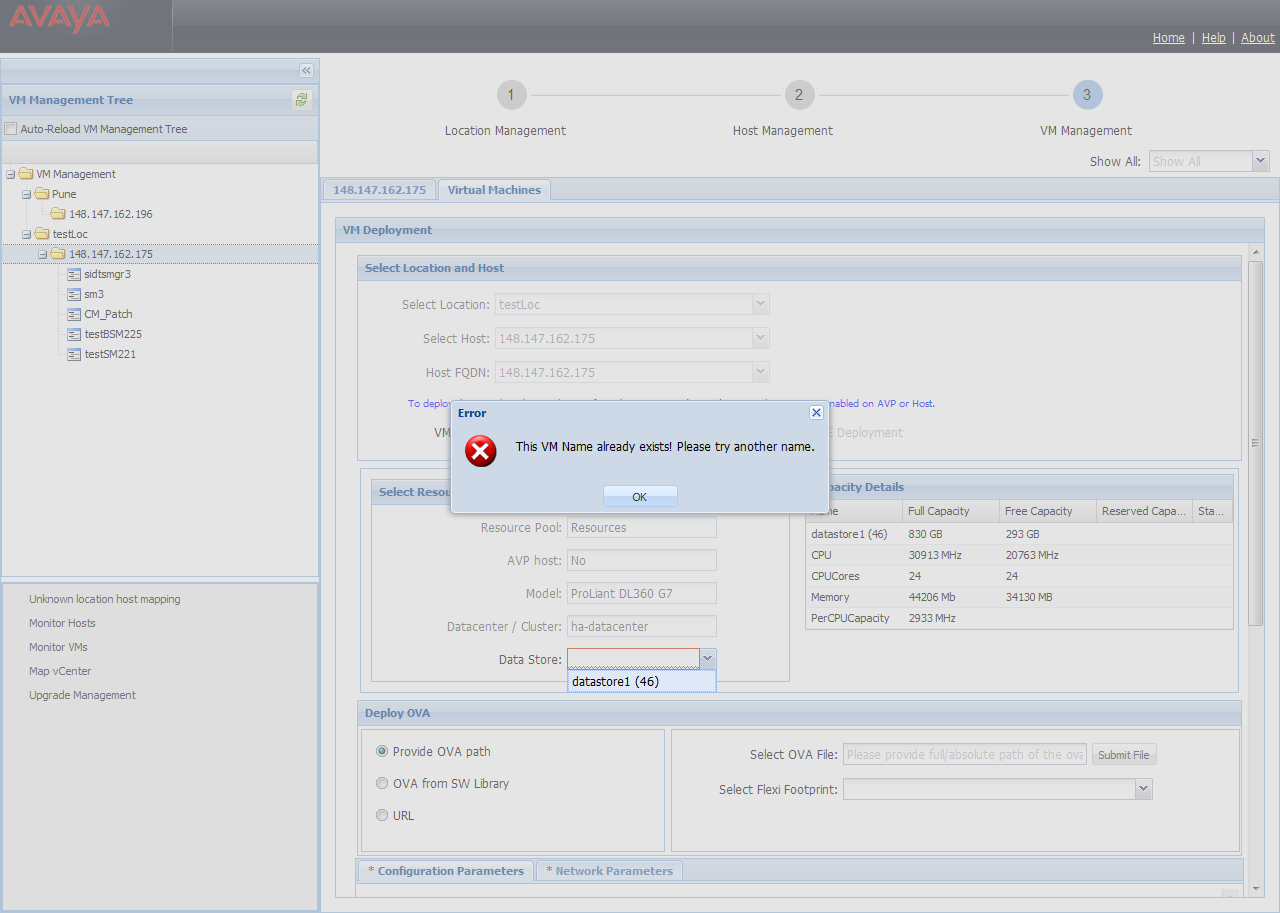 AVAYA
Home | Help | About
VM Management Tree
Auto-Reload VM Management Tree
VM Management
Pune
148.147.162.196
testLoc
148.147.162.175
sidtsmgr3
sm3
CM_Patch
testBSM225
testSM221
Unknown location host mapping
Monitor Hosts
Monitor VMs
Map vCenter
Upgrade Management
1 2 3
Location Management Host Management VM Management
Show All: Show All
148.147.162.175 Virtual Machines
VM Deployment
Select Location and Host
Select Location: testLoc
Select Host: 148.147.162.175
Host FQDN: 148.147.162.175
To deploy nabled on AVP or Host.
VM Deployment
Error
This VM Name already exists! Please try another name.
OK
Select Resou
Resource Pool: Resources
AVP host: No
Model: ProLiant DL360 G7
Datacenter / Cluster: ha-datacenter
Data Store:
datastore1 (46)
pacity Details
Name Full Capacity Free Capacity Reserved Capa... Sta...
datastore1 (46) 830 GB 293 GB
CPU 30913 MHz 20763 MHz
CPUCores 24 24
Memory 44206 Mb 34130 MB
PerCPUCapacity 2933 MHz
Deploy OVA
Provide OVA path
OVA from SW Library
URL
Select OVA File: Please provide full/absolute path of the ova Submit File
Select Flexi Footprint:
* Configuration Parameters * Network Parameters